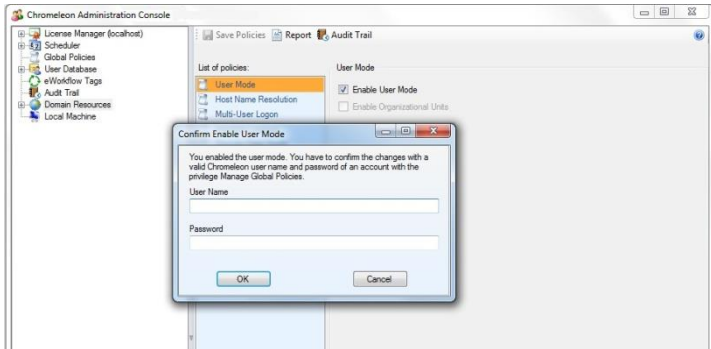 Chromeleon Administration Console
License Manager (localhost)
Scheduler
Global Policies
User Database
eWorkflow Tags
Audit Trail
Domain Resources
Local Machine
Save Policies Report Audit Trail
List of policies:
User Mode
Host Name Resolution
Multi-User Logon
User Mode
Enable User Mode
Enable Organizational Units
Confirm Enable User Mode
You enabled the user mode. You have to confirm the changes with a
valid Chromeleon user name and password of an account with the
privilege Manage Global Policies.
User Name
Password
OK
Cancel